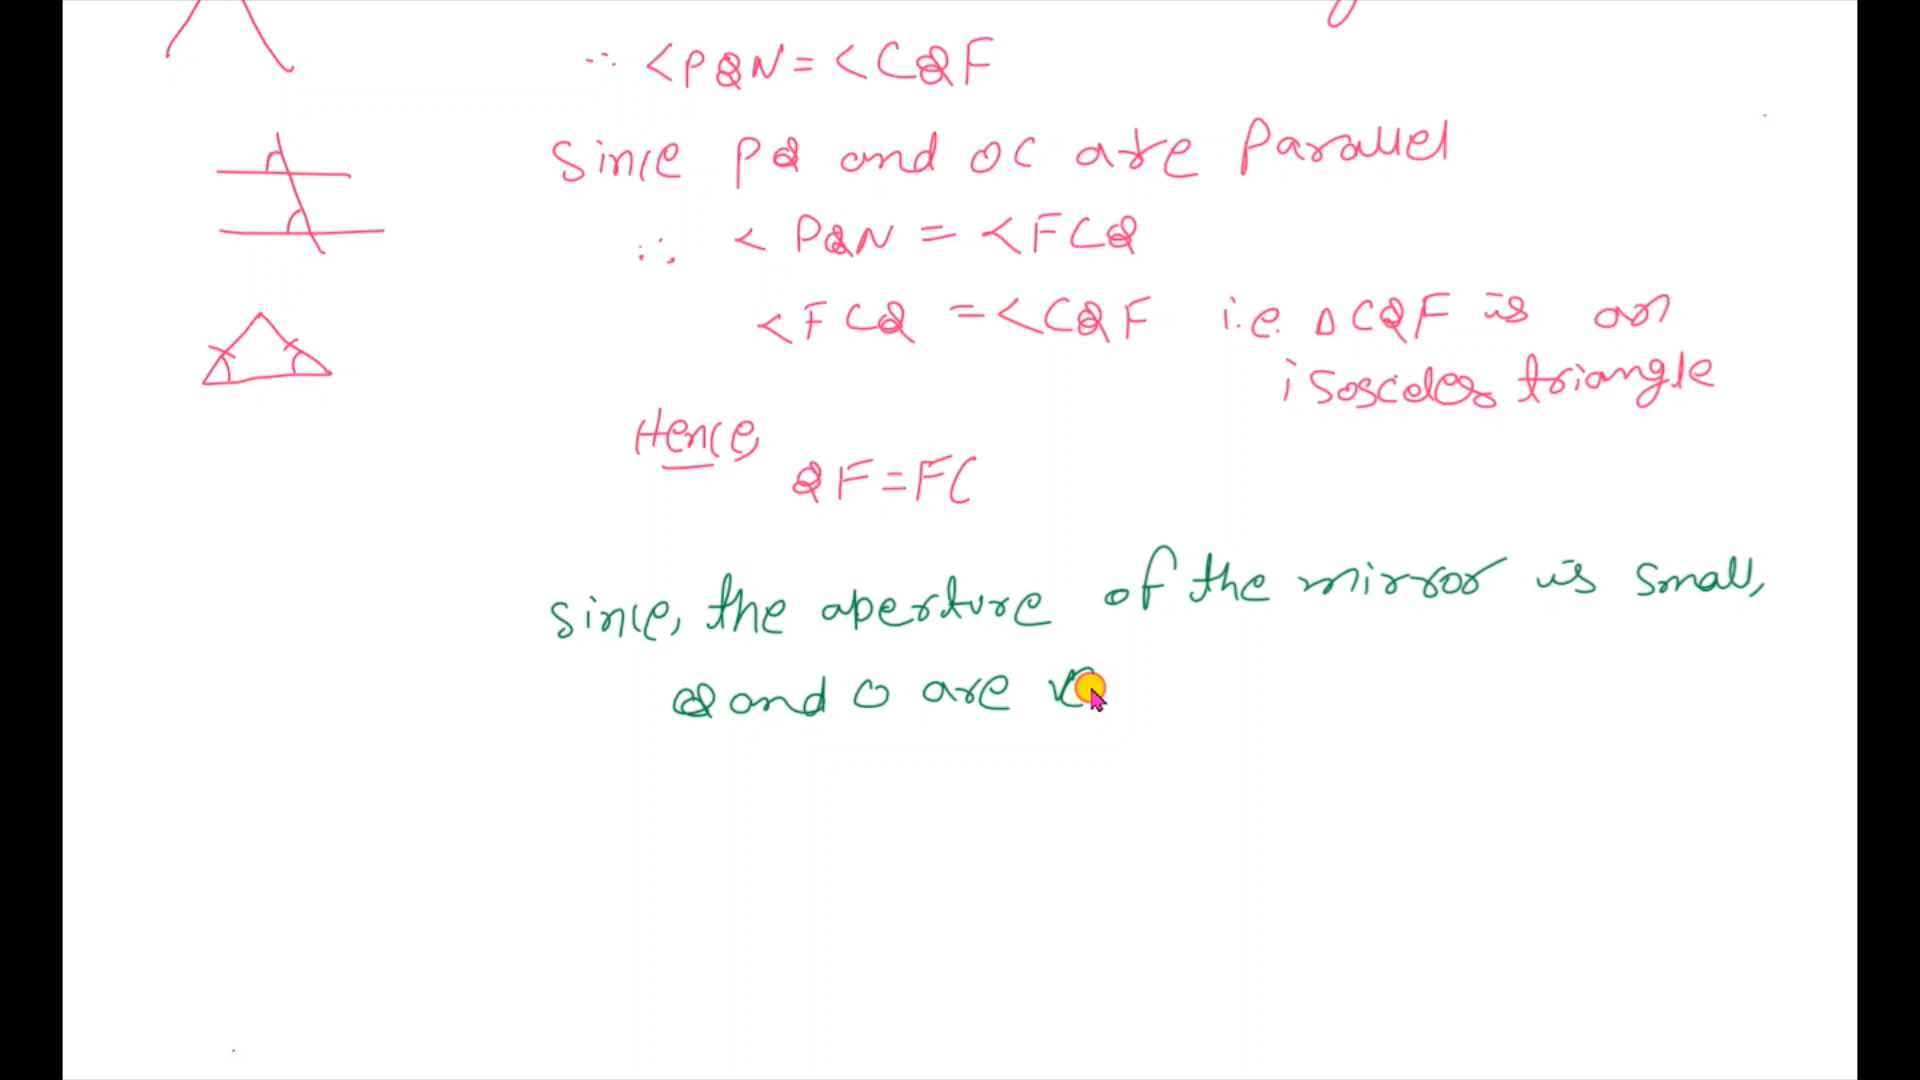 ∴ <PQN = <CQF
Since PQ and OC are Parallel
∴ < PQN = <FCQ
<FCQ = <CQF i.e. △CQF is an
isosceles triangle
Hence,
QF = FC
Since, the aperture of the mirror is small,
Q and O are